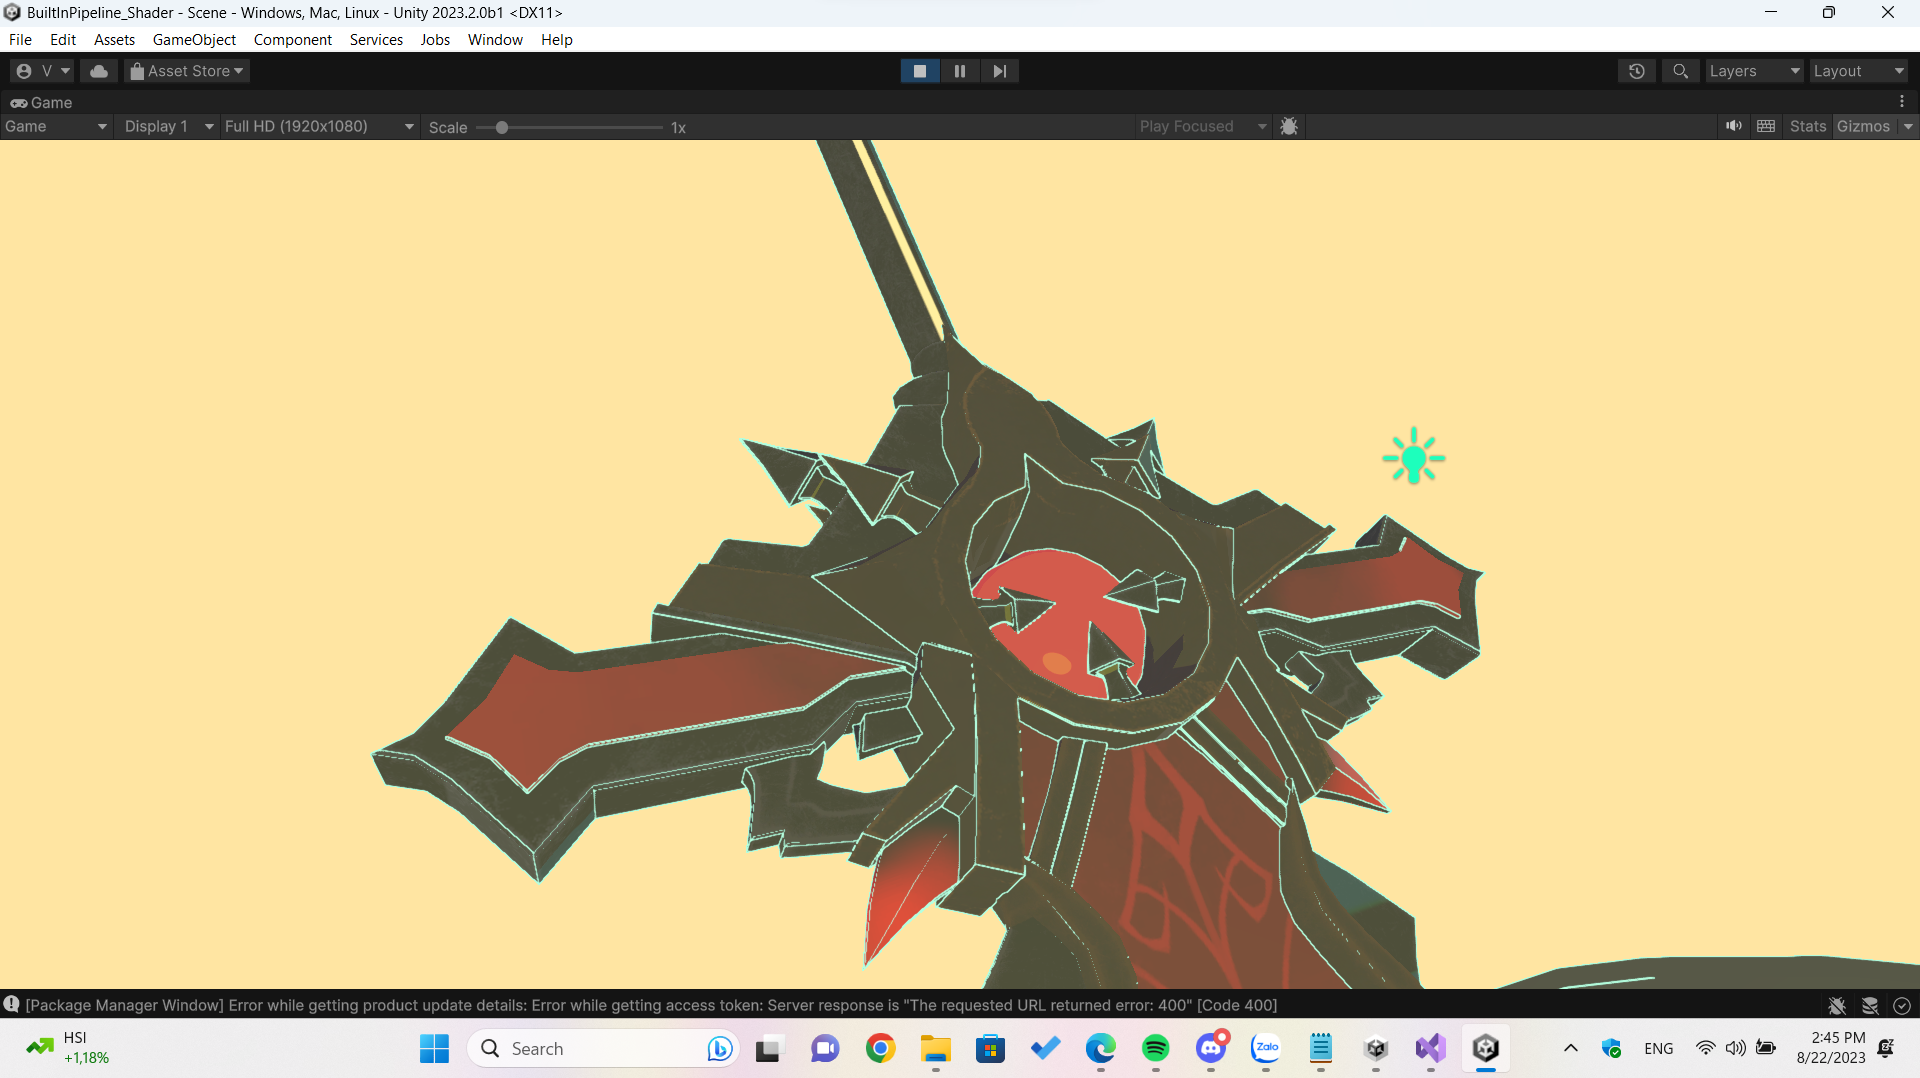 BuiltInPipeline_Shader - Scene - Windows, Mac, Linux - Unity 2023.2.0b1 <DX11>
File Edit Assets GameObject Component Services Jobs Window Help
V Asset Store Layers Layout
Game
Game Display 1 Full HD (1920x1080) Scale 1x Play Focused Stats Gizmos
[Package Manager Window] Error while getting product update details: Error while getting access token: Server response is "The requested URL returned error: 400" [Code 400]
HSI
+1,18%
Search
Zalo
ENG
2:45 PM
8/22/2023